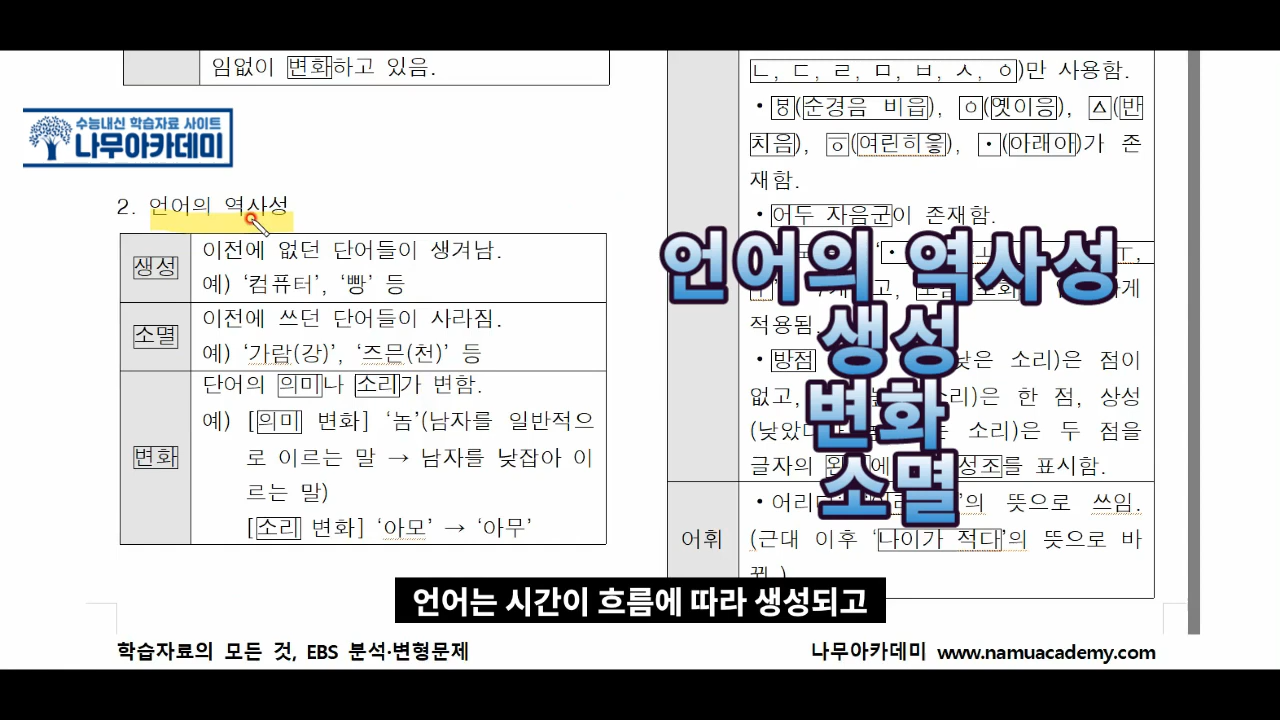 임없이 변화하고 있음.
수능내신 학습자료 사이트
나무아카데미
2. 언어의 역사성
생성
이전에 없던 단어들이 생겨남.
예) ‘컴퓨터’, ‘빵’ 등
소멸
이전에 쓰던 단어들이 사라짐.
예) ‘가람(강)’, ‘즈믄(천)’ 등
변화
단어의 의미나 소리가 변함.
예) [의미 변화] ‘놈’(남자를 일반적으
로 이르는 말 → 남자를 낮잡아 이
르는 말)
[소리 변화] ‘아모’ → ‘아무’
ㄴ, ㄷ, ㄹ, ㅁ, ㅂ, ㅅ, ㆁ)만 사용함.
・ㅸ(순경음 비읍), ㆁ(옛이응), ㅿ(반
치음), ㆆ(여린히읗), ㆍ(아래아)가 존
재함.
・어두 자음군이 존재함.
적용됨.
・방점 낮은 소리)은 점이
없고, 소리)은 한 점, 상성
(낮았다 소리)은 두 점을
글자의 에 성조를 표시함.
어휘
・어리 ’의 뜻으로 쓰임.
(근대 이후 ‘나이가 적다’의 뜻으로 바
언어의 역사성
생성
변화
소멸
언어는 시간이 흐름에 따라 생성되고
학습자료의 모든 것, EBS 분석·변형문제
나무아카데미 www.namuacademy.com